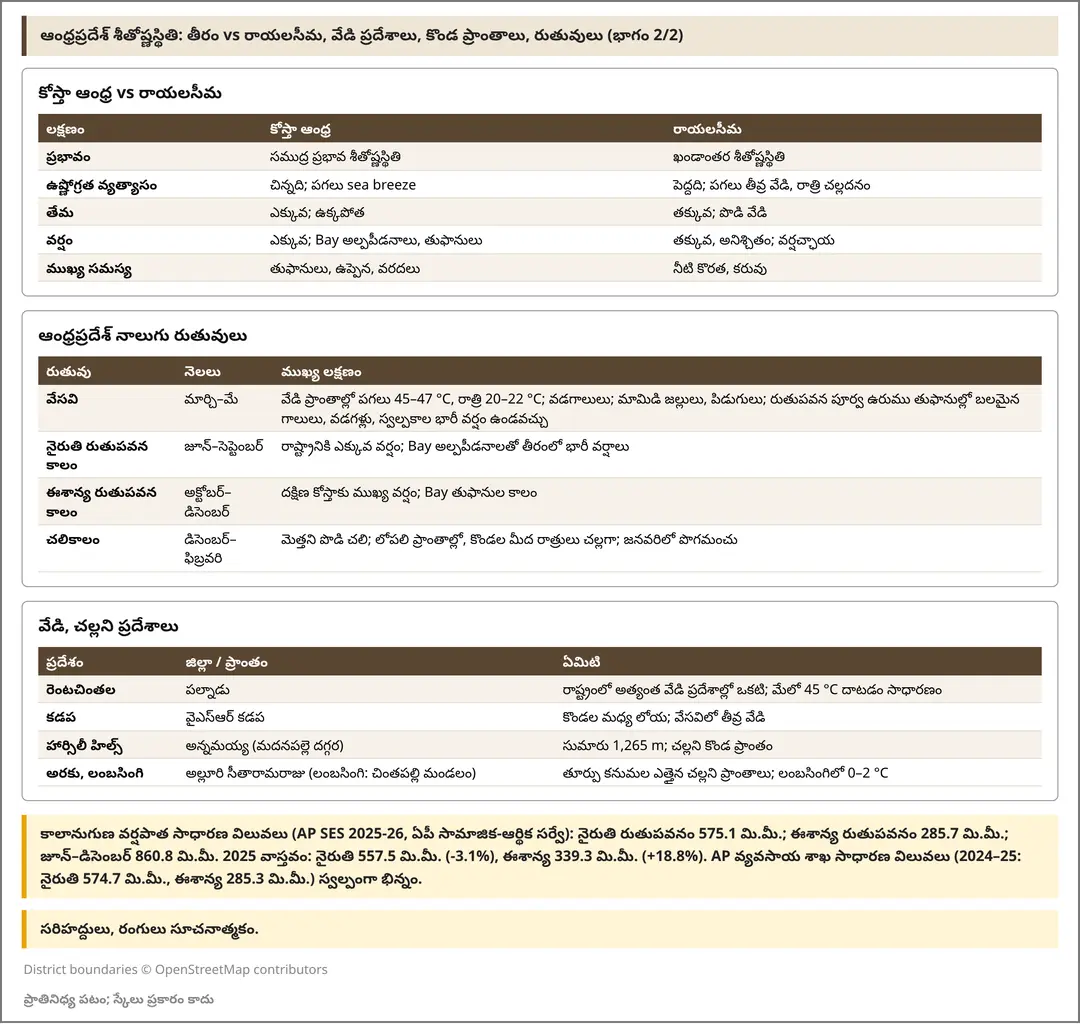 ఆంధ్రప్రదేశ్ శీతోష్ణస్థితి: తీరం vs రాయలసీమ, వేడి ప్రదేశాలు, కొండ ప్రాంతాలు, రుతువులు (భాగం 2/2)
కోస్తా ఆంధ్ర vs రాయలసీమ
లక్షణం కోస్తా ఆంధ్ర రాయలసీమ
ప్రభావం సముద్ర ప్రభావ శీతోష్ణస్థితి ఖండాంతర శీతోష్ణస్థితి
ఉష్ణోగ్రత వ్యత్యాసం చిన్నది; పగలు sea breeze పెద్దది; పగలు తీవ్ర వేడి, రాత్రి చల్లదనం
తేమ ఎక్కువ; ఉక్కపోత తక్కువ; పొడి వేడి
వర్షం ఎక్కువ; Bay అల్పపీడనాలు, తుఫానులు తక్కువ, అనిశ్చితం; వర్షచ్ఛాయ
ముఖ్య సమస్య తుఫానులు, ఉప్పెన, వరదలు నీటి కొరత, కరువు
ఆంధ్రప్రదేశ్ నాలుగు రుతువులు
రుతువు నెలలు ముఖ్య లక్షణం
వేసవి మార్చి–మే వేడి ప్రాంతాల్లో పగలు 45–47 °C, రాత్రి 20–22 °C; వడగాలులు; మామిడి జల్లులు, పిడుగులు; రుతుపవన పూర్వ ఉరుము తుఫానుల్లో బలమైన
గాలులు, వడగళ్లు, స్వల్పకాల భారీ వర్షం ఉండవచ్చు
నైరుతి రుతుపవన జూన్–సెప్టెంబర్ రాష్ట్రానికి ఎక్కువ వర్షం; Bay అల్పపీడనాలతో తీరంలో భారీ వర్షాలు
కాలం
ఈశాన్య రుతుపవన అక్టోబర్– దక్షిణ కోస్తాకు ముఖ్య వర్షం; Bay తుఫానుల కాలం
కాలం డిసెంబర్
చలికాలం డిసెంబర్– మెత్తని పొడి చలి; లోపలి ప్రాంతాల్లో, కొండల మీద రాత్రులు చల్లగా; జనవరిలో పొగమంచు
ఫిబ్రవరి
వేడి, చల్లని ప్రదేశాలు
ప్రదేశం జిల్లా / ప్రాంతం ఏమిటి
రెంటచింతల పల్నాడు రాష్ట్రంలో అత్యంత వేడి ప్రదేశాల్లో ఒకటి; మేలో 45 °C దాటడం సాధారణం
కడప వైఎస్ఆర్ కడప కొండల మధ్య లోయ; వేసవిలో తీవ్ర వేడి
హార్సిలీ హిల్స్ అన్నమయ్య (మదనపల్లె దగ్గర) సుమారు 1,265 m; చల్లని కొండ ప్రాంతం
అరకు, లంబసింగి అల్లూరి సీతారామరాజు (లంబసింగి: చింతపల్లి మండలం) తూర్పు కనుమల ఎత్తైన చల్లని ప్రాంతాలు; లంబసింగిలో 0–2 °C
కాలానుగుణ వర్షపాత సాధారణ విలువలు (AP SES 2025-26, ఏపీ సామాజిక-ఆర్థిక సర్వే): నైరుతి రుతుపవనం 575.1 మి.మీ.; ఈశాన్య రుతుపవనం 285.7 మి.మీ.;
జూన్–డిసెంబర్ 860.8 మి.మీ. 2025 వాస్తవం: నైరుతి 557.5 మి.మీ. (-3.1%), ఈశాన్య 339.3 మి.మీ. (+18.8%). AP వ్యవసాయ శాఖ సాధారణ విలువలు (2024–25:
నైరుతి 574.7 మి.మీ., ఈశాన్య 285.3 మి.మీ.) స్వల్పంగా భిన్నం.
సరిహద్దులు, రంగులు సూచనాత్మకం.
District boundaries © OpenStreetMap contributors
ప్రాతినిధ్య పటం; స్కేలు ప్రకారం కాదు